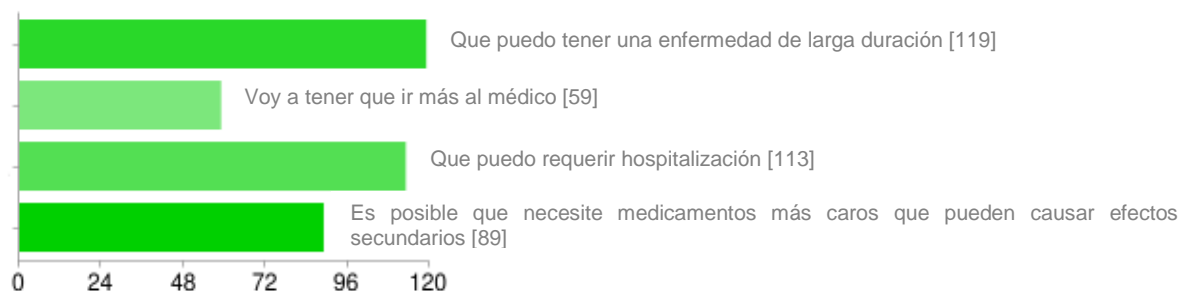 Que puedo tener una enfermedad de larga duración [119]
Voy a tener que ir más al médico [59]
Que puedo requerir hospitalización [113]
Es posible que necesite medicamentos más caros que pueden causar efectos
secundarios [89]
0 24 48 72 96 120